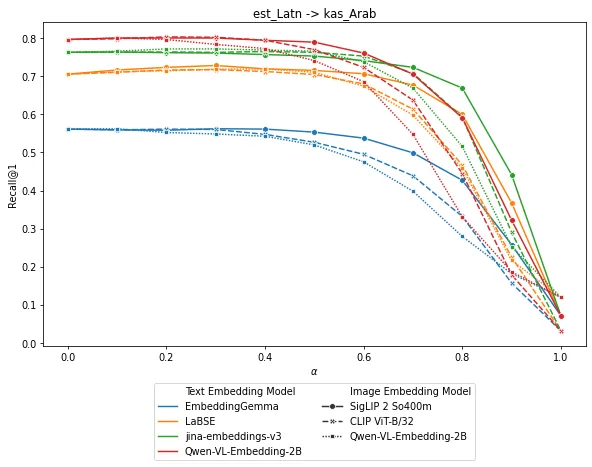 est_Latn -> kas_Arab
0.8
0.7
0.6
0.5
0.4
0.3
0.2
0.1
0.0
Recall@1
0.0 0.2 0.4 0.6 0.8 1.0
α
Text Embedding Model Image Embedding Model
EmbeddingGemma SigLIP 2 So400m
LaBSE CLIP ViT-B/32
jina-embeddings-v3 Qwen-VL-Embedding-2B
Qwen-VL-Embedding-2B